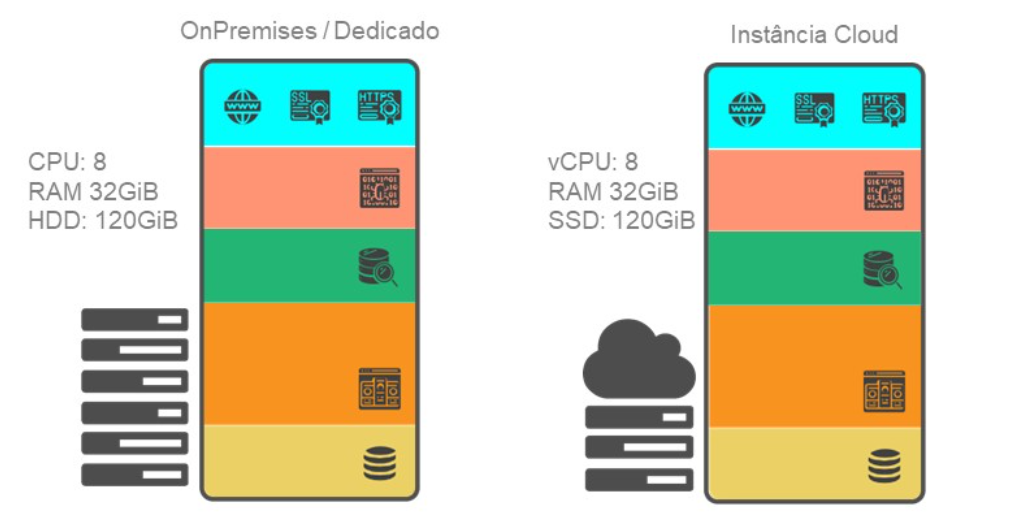 OnPremises / Dedicado
Instância Cloud
WWW
SSL
HTTPS
WWW
SSL
HTTPS
CPU: 8
RAM 32GiB
HDD: 120GiB
vCPU: 8
RAM 32GiB
SSD: 120GiB